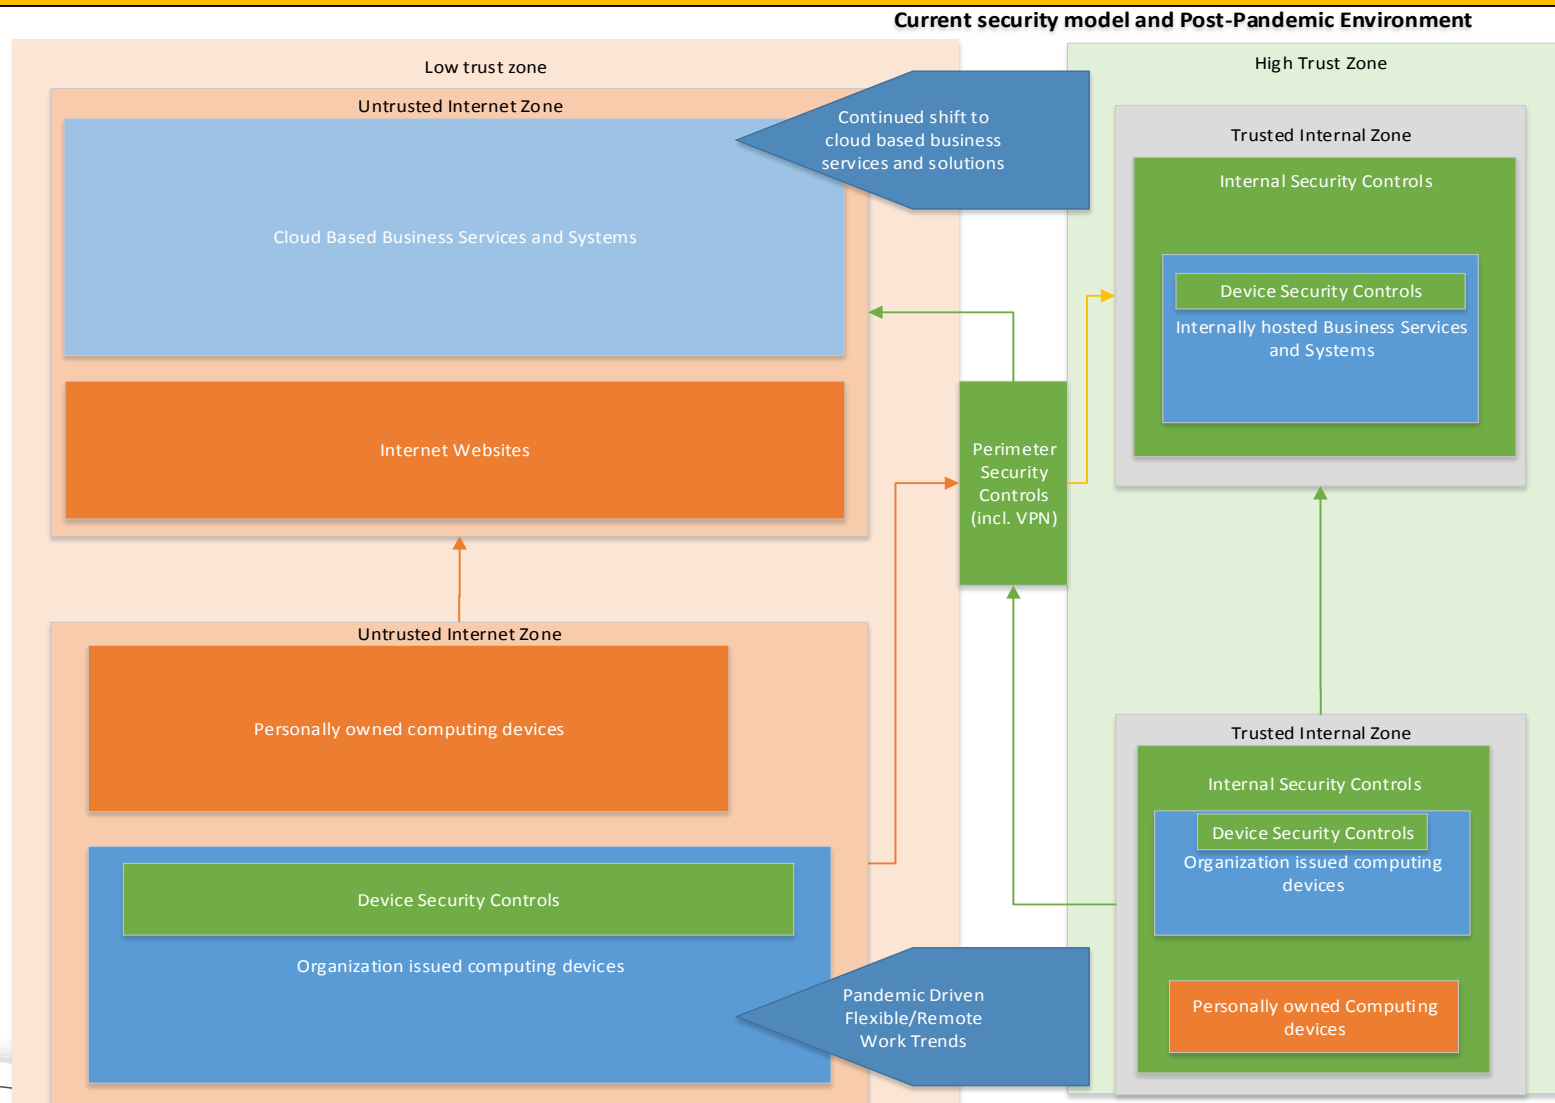 Current security model and Post-Pandemic Environment
Low trust zone
Untrusted Internet Zone
Cloud Based Business Services and Systems
Internet Websites
Continued shift to
cloud based business
services and solutions
High Trust Zone
Trusted Internal Zone
Internal Security Controls
Device Security Controls
Internally hosted Business Services
and Systems
Perimeter
Security
Controls
(incl. VPN)
Untrusted Internet Zone
Personally owned computing devices
Device Security Controls
Organization issued computing devices
Pandemic Driven
Flexible/Remote
Work Trends
Trusted Internal Zone
Internal Security Controls
Device Security Controls
Organization issued computing
devices
Personally owned Computing
devices